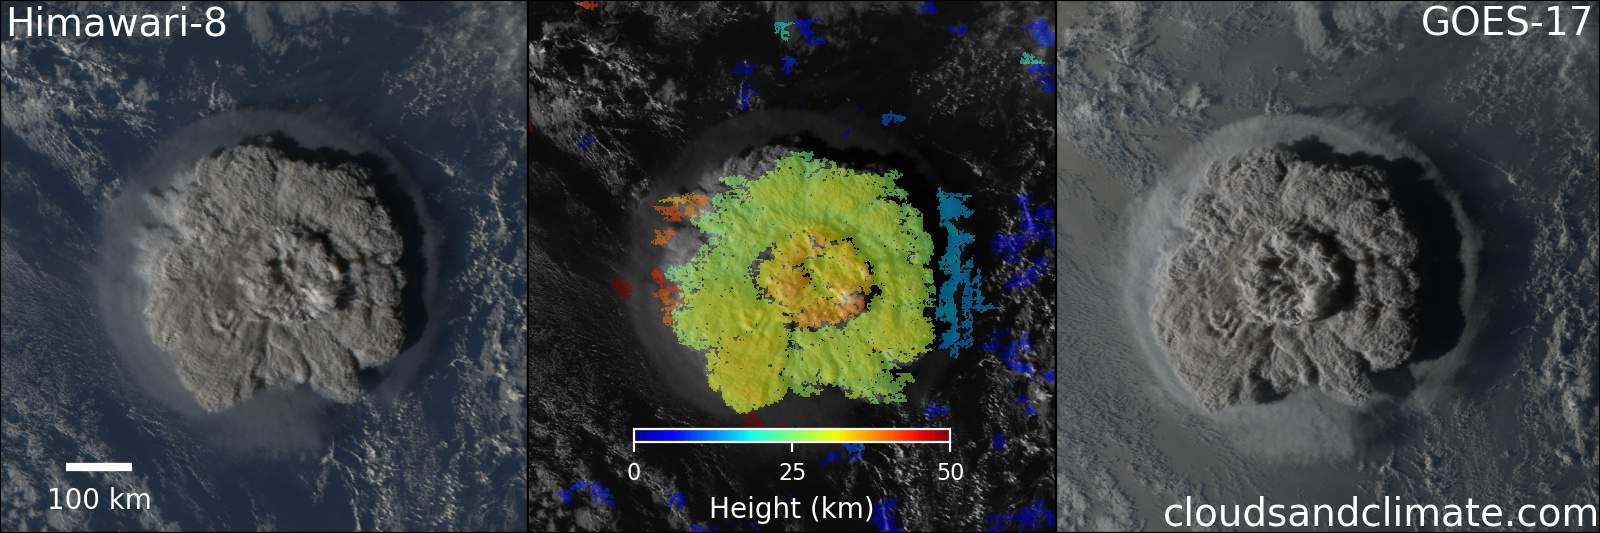 Himawari-8
GOES-17
100 km
0 25 50
Height (km)
cloudsandclimate.com